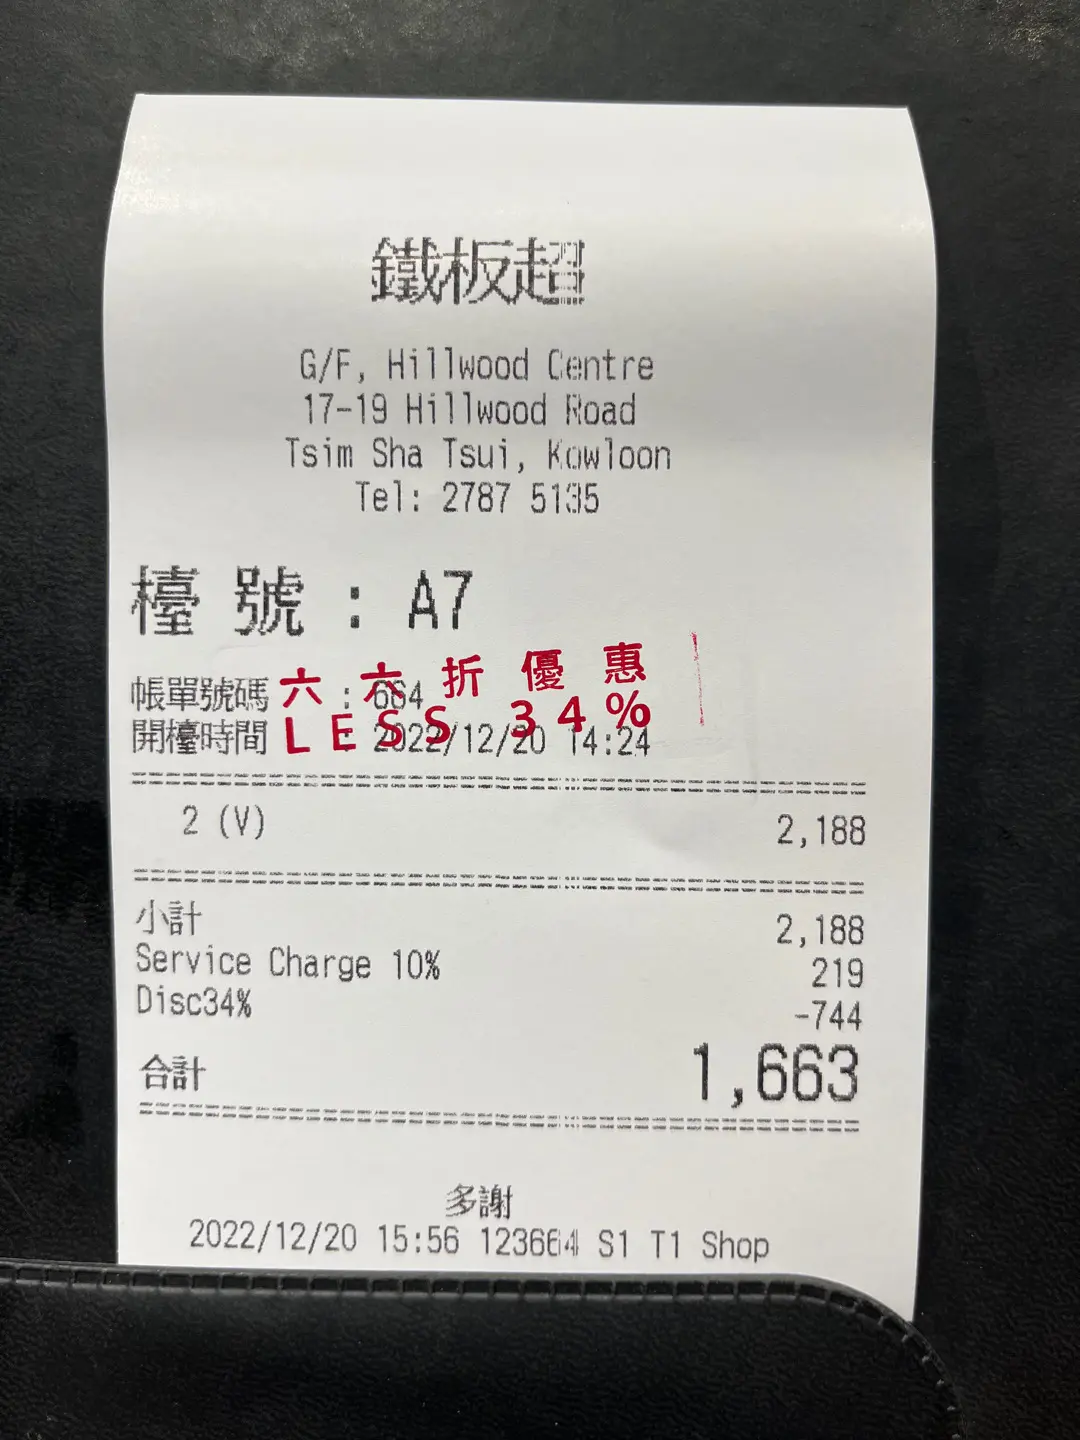 鐵板超
G/F, Hillwood Centre
17-19 Hillwood Road
Tsim Sha Tsui, Kowloon
Tel: 2787 5135
檯 號 : A7
帳單號碼 : 664
六六折優惠
開檯時間 2022/12/20 14:24
LESS 34%
2 (V) 2,188
小計 2,188
Service Charge 10% 219
Disc34% -744
合計 1,663
多謝
2022/12/20 15:56 123664 S1 T1 Shop